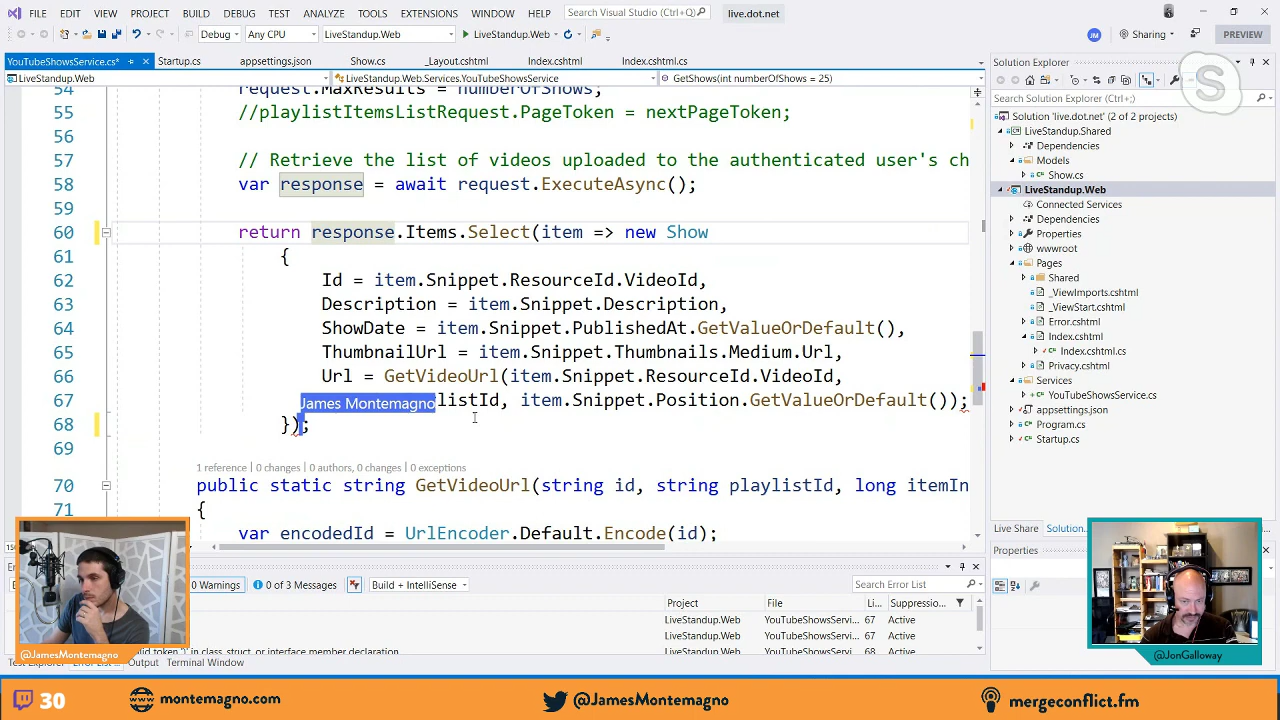 FILE EDIT VIEW PROJECT BUILD DEBUG TEST ANALYZE TOOLS EXTENSIONS WINDOW HELP Search Visual Studio (Ctrl+Q) live.dot.net
Debug Any CPU LiveStandup.Web LiveStandup.Web JM Sharing PREVIEW
YouTubeShowsService.cs* Startup.cs appsettings.json Show.cs _Layout.cshtml Index.cshtml Index.cshtml.cs
LiveStandup.Web LiveStandup.Web.Services.YouTubeShowsService GetShows(int numberOfShows = 25)
54 request.MaxResults = numberOfShows;
55 //playlistItemsListRequest.PageToken = nextPageToken;
56
57 // Retrieve the list of videos uploaded to the authenticated user's ch
58 var response = await request.ExecuteAsync();
59
60 return response.Items.Select(item => new Show
61 {
62 Id = item.Snippet.ResourceId.VideoId,
63 Description = item.Snippet.Description,
64 ShowDate = item.Snippet.PublishedAt.GetValueOrDefault(),
65 ThumbnailUrl = item.Snippet.Thumbnails.Medium.Url,
66 Url = GetVideoUrl(item.Snippet.ResourceId.VideoId,
67 James Montemagno listId, item.Snippet.Position.GetValueOrDefault());
68 });
69
1 reference | 0 changes | 0 authors, 0 changes | 0 exceptions
70 public static string GetVideoUrl(string id, string playlistId, long itemIn
71 {
var encodedId = UrlEncoder.Default.Encode(id);
Solution Explorer
Search Solution Explorer (Ctrl+;)
Solution 'live.dot.net' (2 of 2 projects)
LiveStandup.Shared
Dependencies
Models
Show.cs
LiveStandup.Web
Connected Services
Dependencies
Properties
wwwroot
Pages
Shared
_ViewImports.cshtml
_ViewStart.cshtml
Error.cshtml
Index.cshtml
Index.cshtml.cs
Privacy.cshtml
Services
YouTubeShowsService.cs
appsettings.json
Program.cs
Startup.cs
Live Share Solution...
Properties
0 Warnings 0 of 3 Messages Build + IntelliSense Search Error List
Project File Li... Suppressio...
LiveStandup.Web YouTubeShowsServi... 67 Active
LiveStandup.Web YouTubeShowsServi... 67 Active
LiveStandup.Web YouTubeShowsServi... 68 Active
in class, struct, or interface member declaration
Output Terminal Window
@JamesMontemagno
@JonGalloway
30 montemagno.com @JamesMontemagno mergeconflict.fm